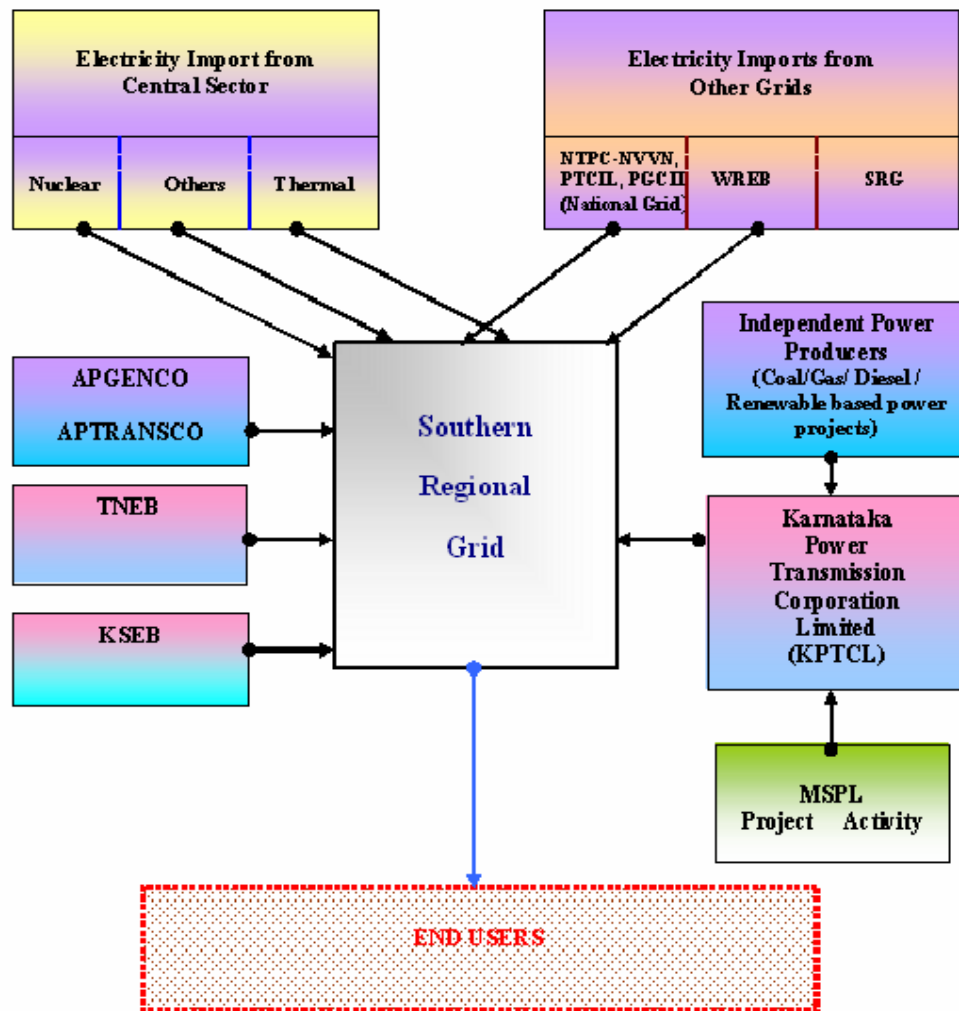 Electricity Import from
Central Sector
Nuclear
Others
Thermal
Electricity Imports from
Other Grids
NTPC-NVVN,
PTCIL, PGCII
(National Grid)
WREB
SRG
Independent Power
Producers
(Coal/Gas/ Diesel /
Renewable based power
projects)
APGENCO
APTRANSCO
TNEB
KSEB
Southern
Regional
Grid
Karnataka
Power
Transmission
Corporation
Limited
(KPTCL)
MSPL
Project Activity
END USERS